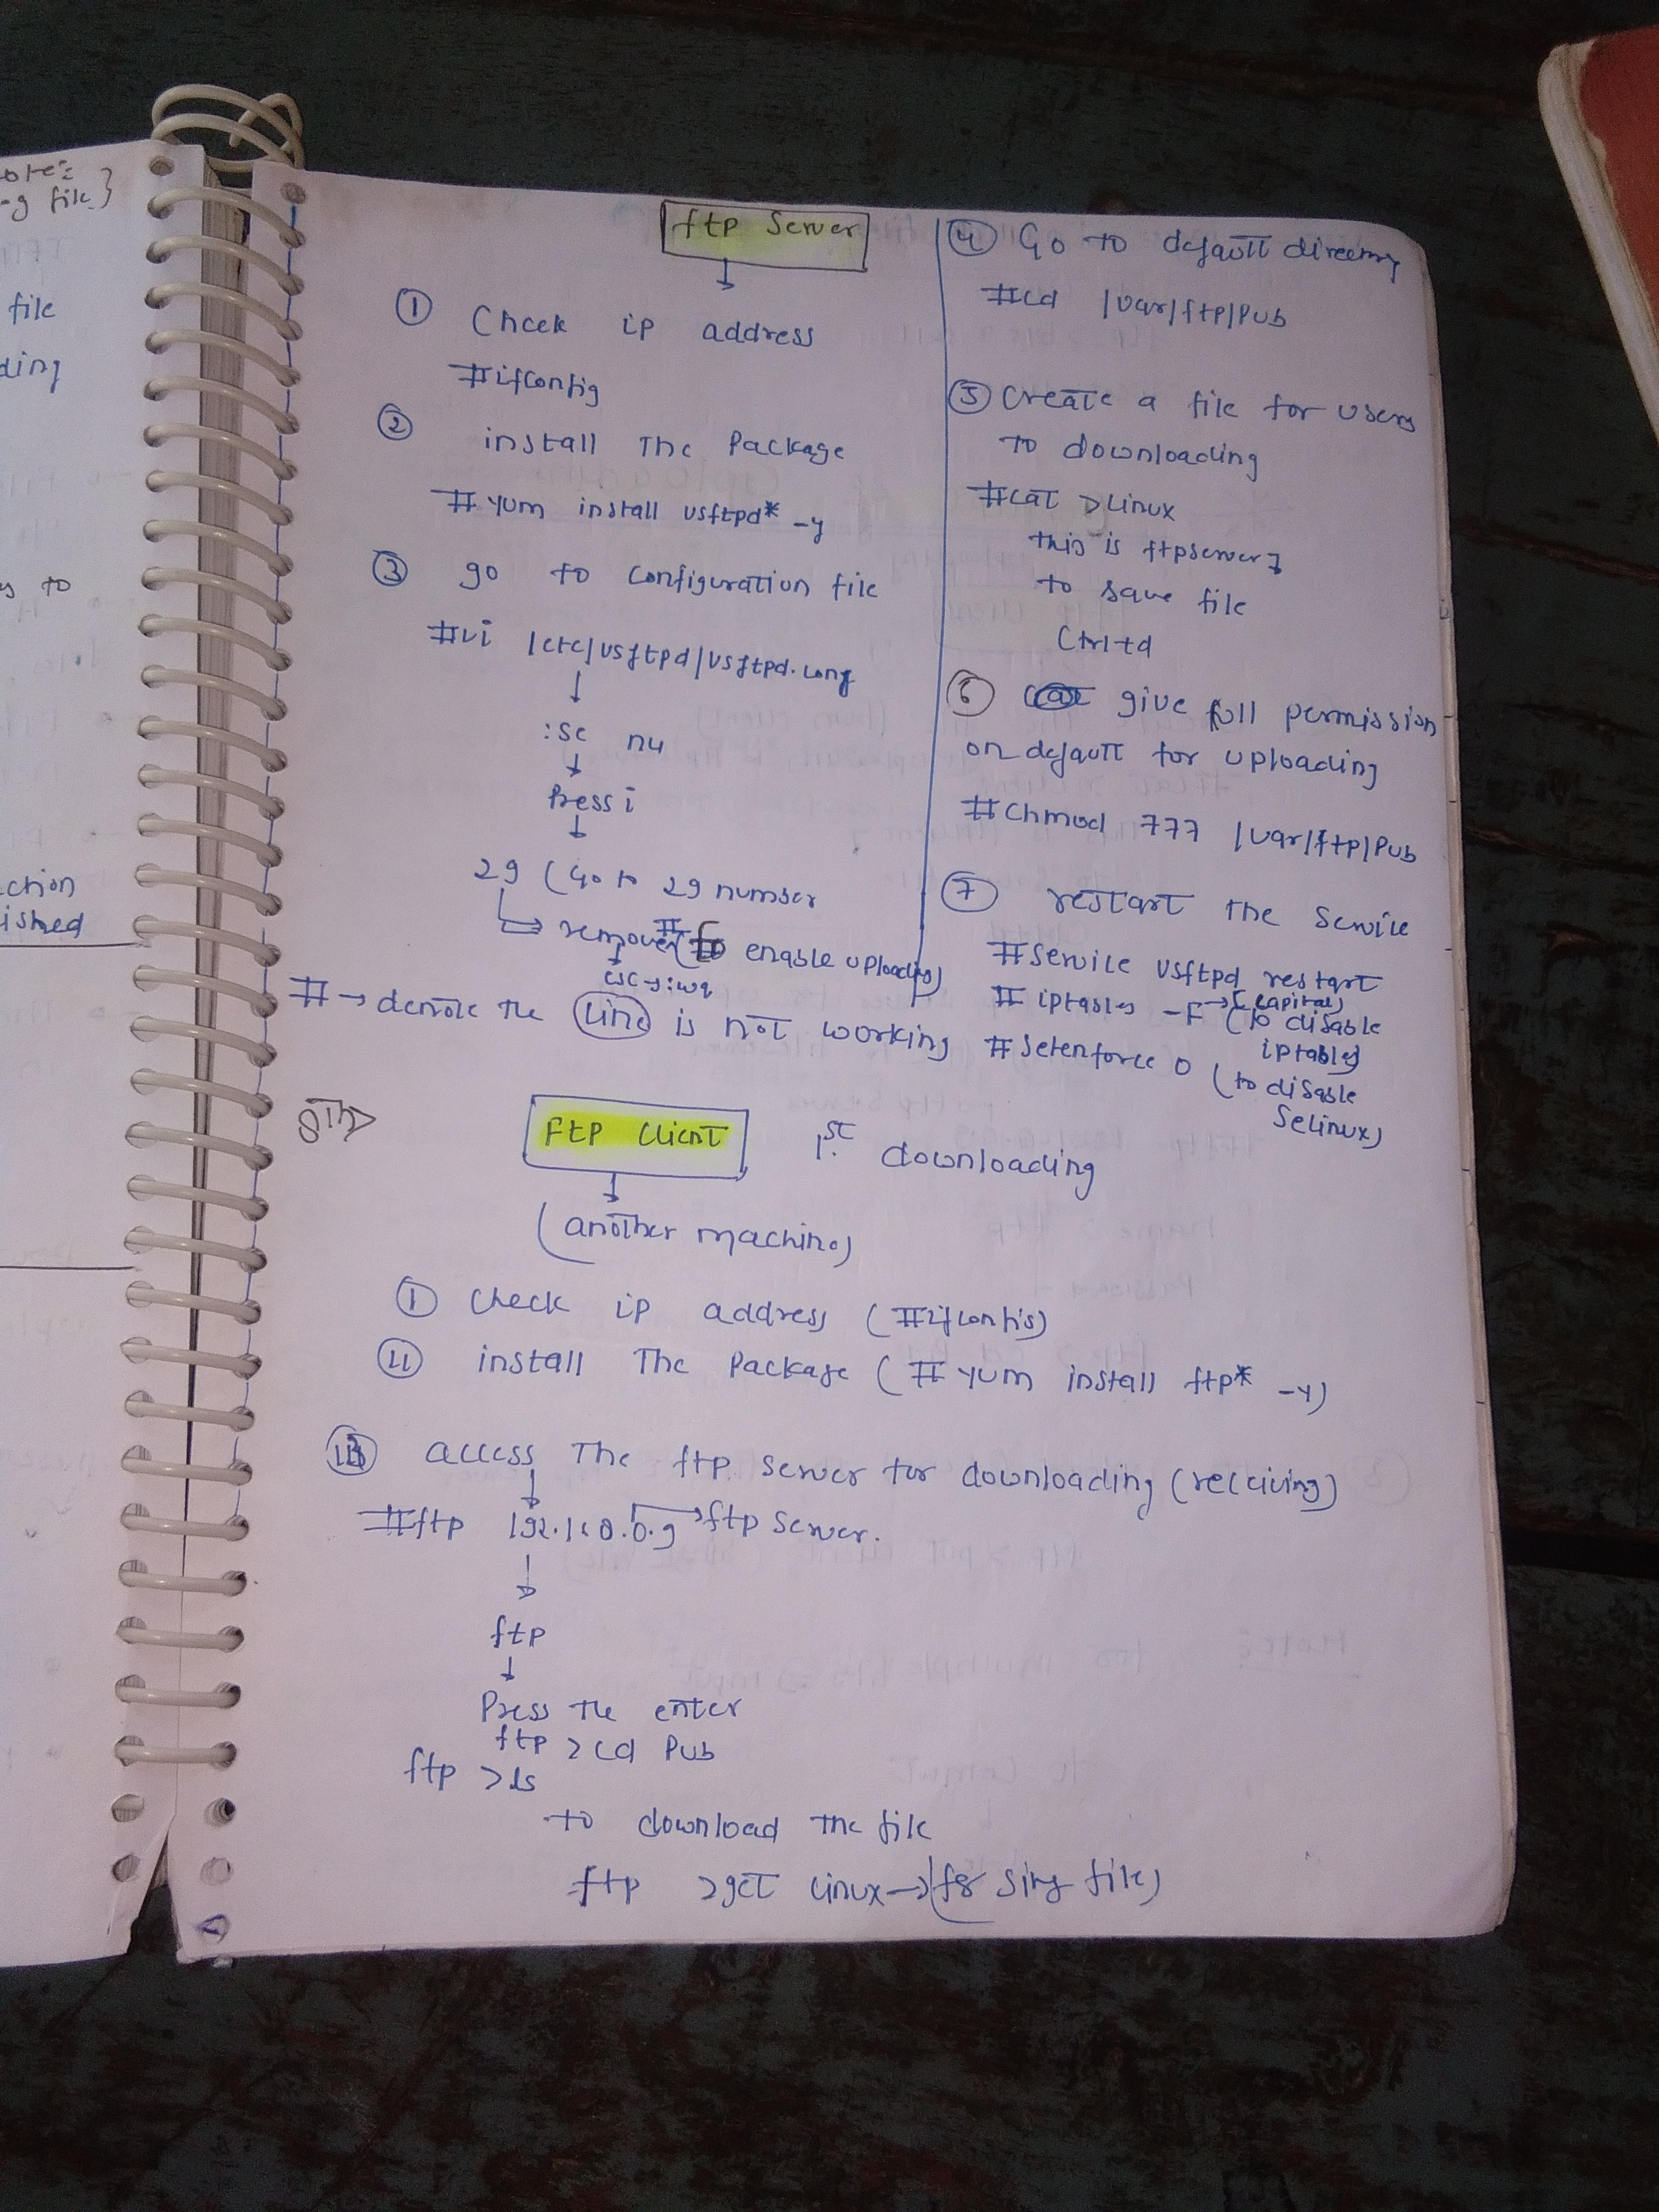 ote:
-g file}
file
ding
s to
ction
ished
ftp Server
① Check ip address
#ifconfig
② install The Package
# yum install vsftpd* -y
③ go to configuration file
#vi /etc/vsftpd/vsftpd.conf
:se nu
Press i
29 (Go to 29 number
remove # (to enable uploading)
esc → :wq
# → denote the line is not working
④ Go to default directory
#cd /var/ftp/Pub
⑤ Create a file for users
to downloading
#cat >Linux
this is ftpserver
to save file
Ctrl+d
⑥ give full permission
on default for uploading
#Chmod 777 /var/ftp/Pub
⑦ restart the Service
#Service vsftpd restart
# iptables -F → [capital]
(to disable
iptables)
#Setenforce 0 (to disable
Selinux)
Ftp Client 1st downloading
(another machine)
① Check ip address (#ifconfig)
② install The Package (# yum install ftp* -y)
③ access The ftp Server for downloading (receiving)
#ftp 192.168.0.9 → ftp Server.
ftp
Press the enter
ftp >cd Pub
ftp >ls
to download the file
ftp >get Linux → (for sing file)